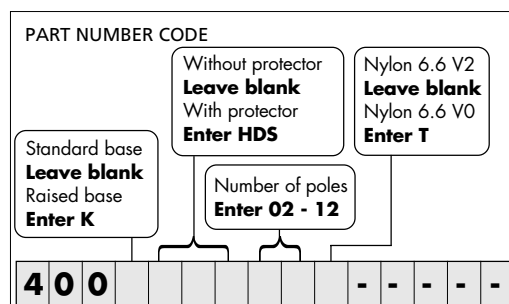 PART NUMBER CODE
Without protector
Leave blank
With protector
Enter HDS
Nylon 6.6 V2
Leave blank
Nylon 6.6 V0
Enter T
Standard base
Leave blank
Raised base
Enter K
Number of poles
Enter 02 - 12
4 0 0 - - - - -